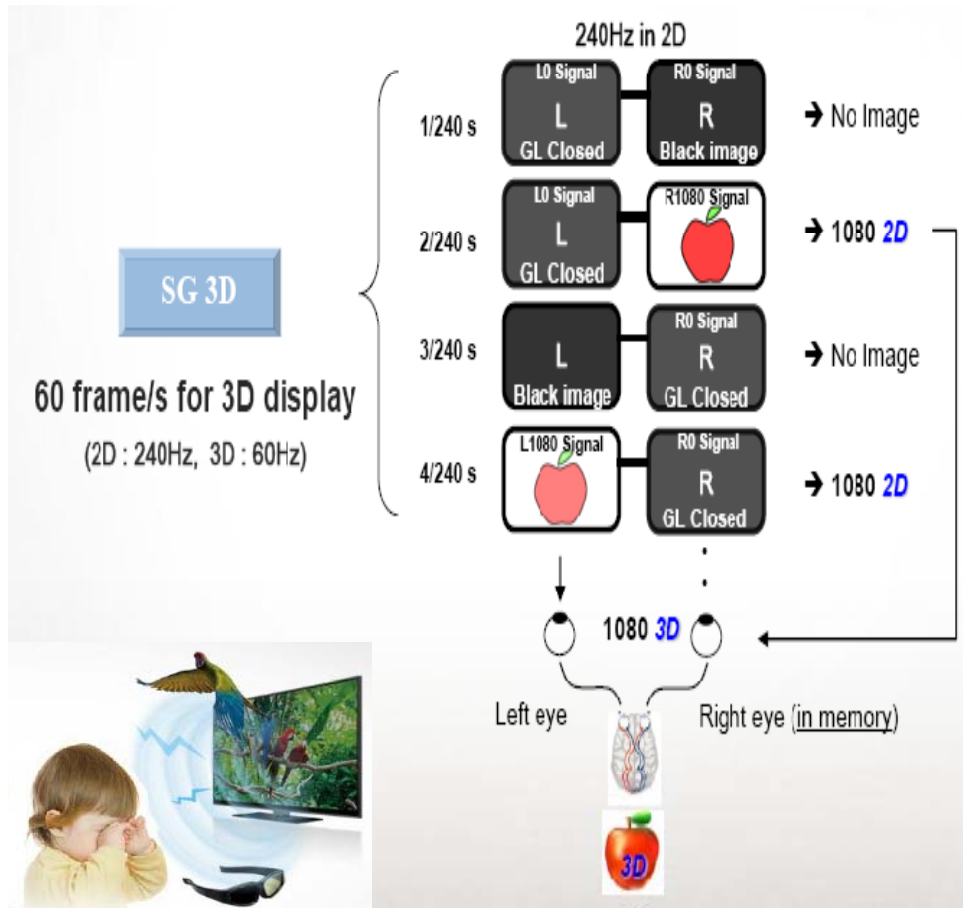 240Hz in 2D
1/240 s
L0 Signal
L
GL Closed
R0 Signal
R
Black image
➔ No Image
2/240 s
L0 Signal
L
GL Closed
R1080 Signal
➔ 1080 2D
SG 3D
60 frame/s for 3D display
(2D : 240Hz, 3D : 60Hz)
3/240 s
L
Black image
R0 Signal
R
GL Closed
➔ No Image
4/240 s
L1080 Signal
R0 Signal
R
GL Closed
➔ 1080 2D
1080 3D
Left eye
Right eye (in memory)
3D